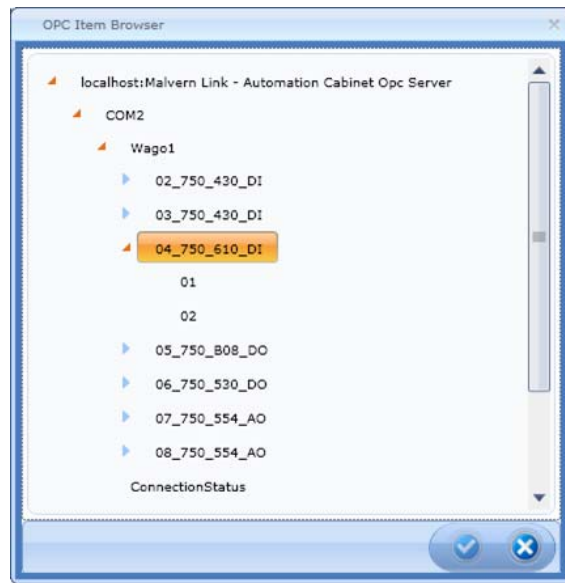 OPC Item Browser
localhost:Malvern Link - Automation Cabinet Opc Server
COM2
Wago1
02_750_430_DI
03_750_430_DI
04_750_610_DI
01
02
05_750_B08_DO
06_750_530_DO
07_750_554_AO
08_750_554_AO
ConnectionStatus